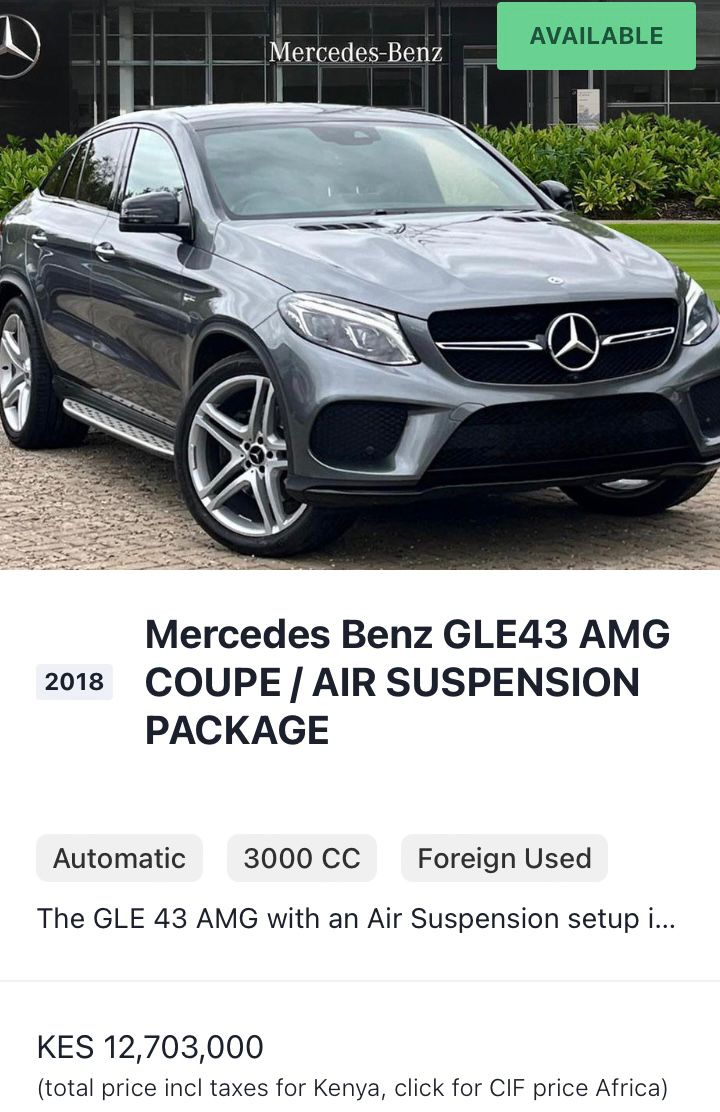 Mercedes-Benz
AVAILABLE
2018
Mercedes Benz GLE43 AMG
COUPE / AIR SUSPENSION
PACKAGE
Automatic
3000 CC
Foreign Used
The GLE 43 AMG with an Air Suspension setup i...
KES 12,703,000
(total price incl taxes for Kenya, click for CIF price Africa)